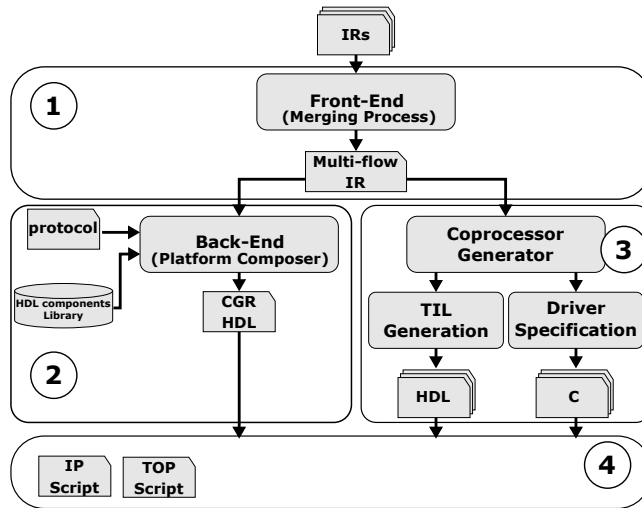 IRs
1
Front-End
(Merging Process)
Multi-flow
IR
protocol
HDL components
Library
Back-End
(Platform Composer)
CGR
HDL
2
Coprocessor
Generator
3
TIL
Generation
Driver
Specification
HDL
C
4
IP
Script
TOP
Script